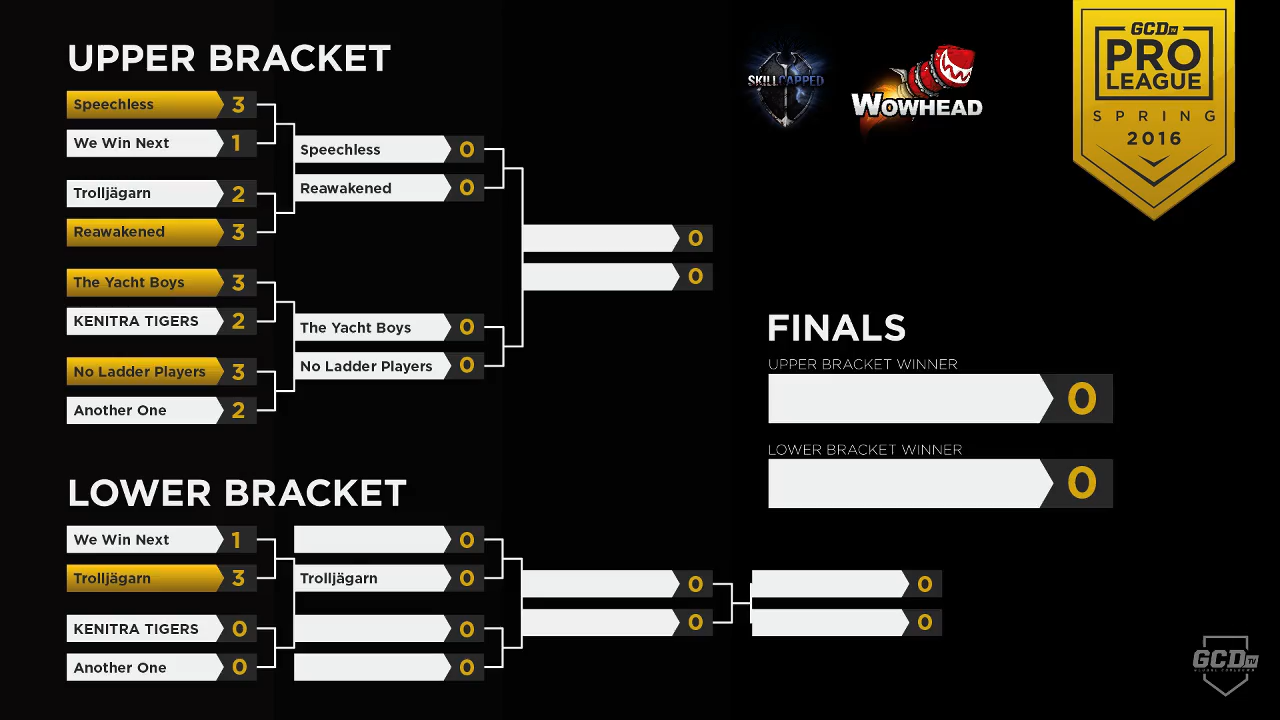 UPPER BRACKET
Speechless 3
We Win Next 1
Trolljägarn 2
Reawakened 3
The Yacht Boys 3
KENITRA TIGERS 2
No Ladder Players 3
Another One 2
Speechless 0
Reawakened 0
The Yacht Boys 0
No Ladder Players 0
0
0
SKILLCAPPED
WOWHEAD
GCDTV
PRO
LEAGUE
SPRING
2016
FINALS
UPPER BRACKET WINNER
0
LOWER BRACKET WINNER
0
LOWER BRACKET
We Win Next 1
Trolljägarn 3
KENITRA TIGERS 0
Another One 0
0
Trolljägarn 0
0
0
0
0
0
0
GCDTV
GLOBAL COOLDOWN